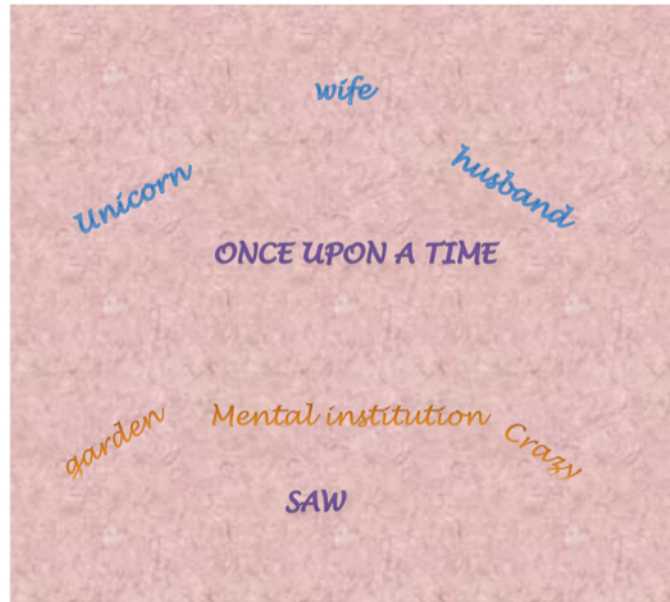 wife
Unicorn
husband
ONCE UPON A TIME
garden
Mental institution
Crazy
SAW